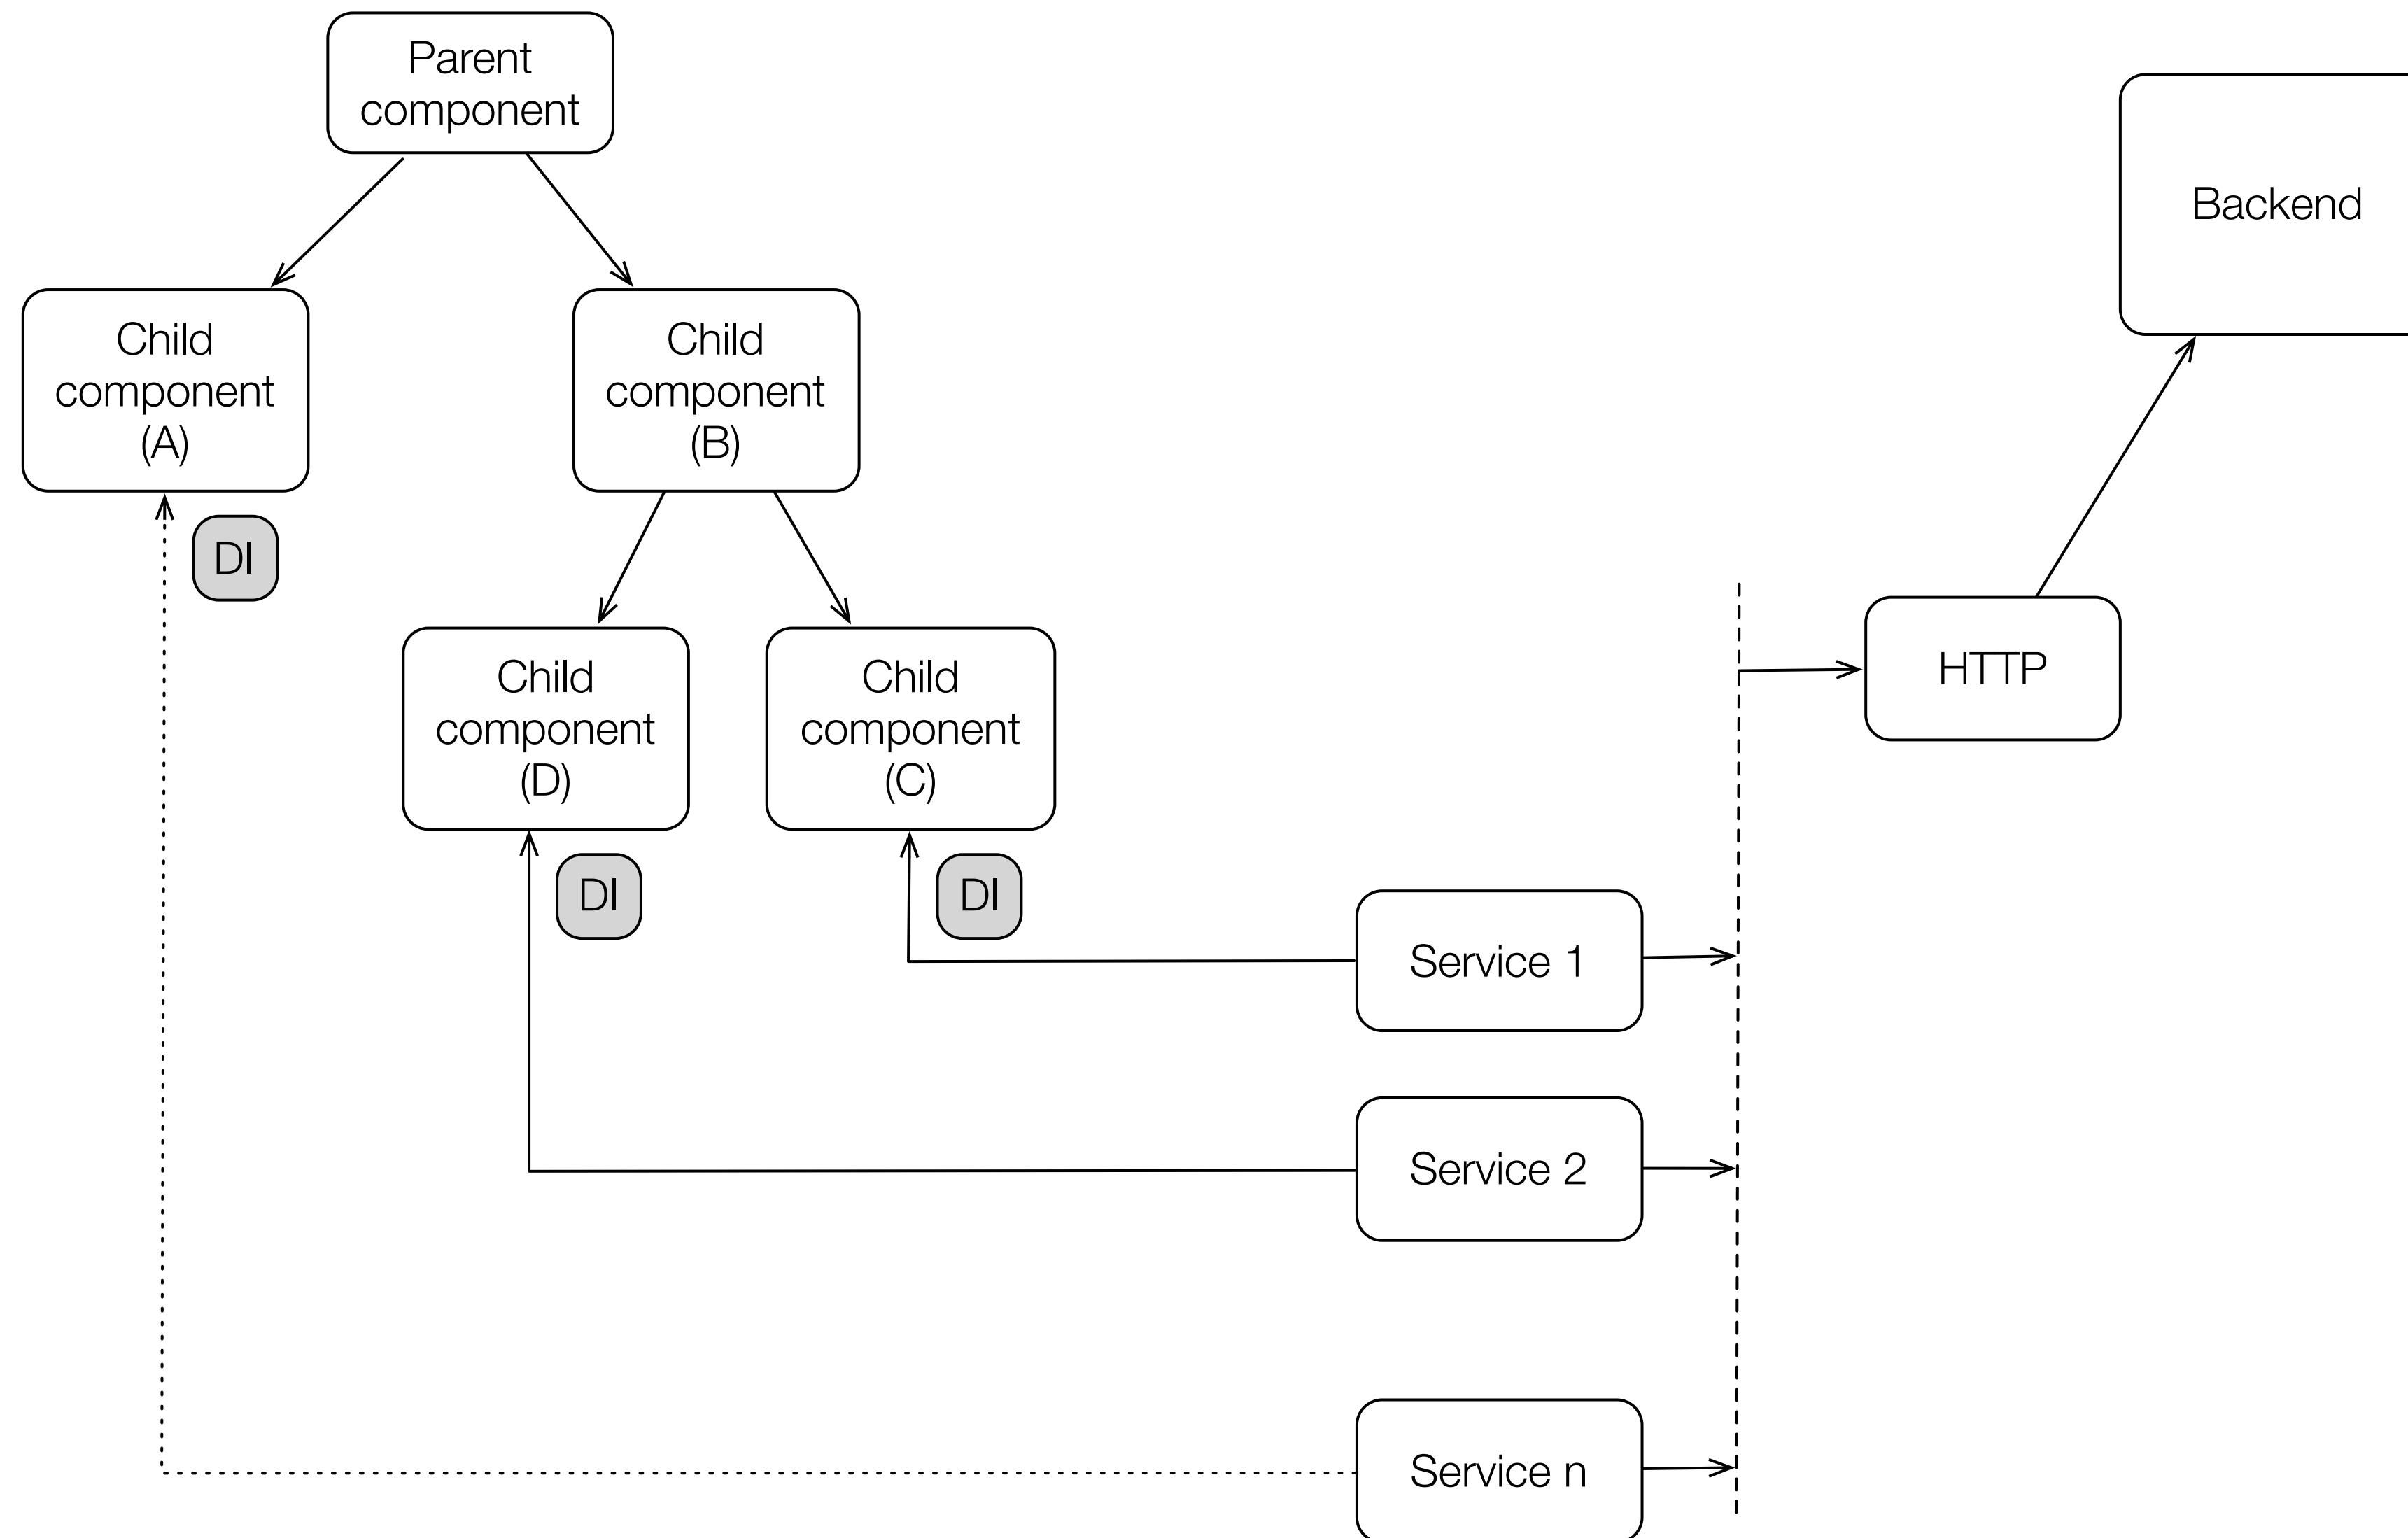 Parent
component
Backend
Child
component
(A)
Child
component
(B)
DI
Child
component
(D)
Child
component
(C)
HTTP
DI
DI
Service 1
Service 2
Service n